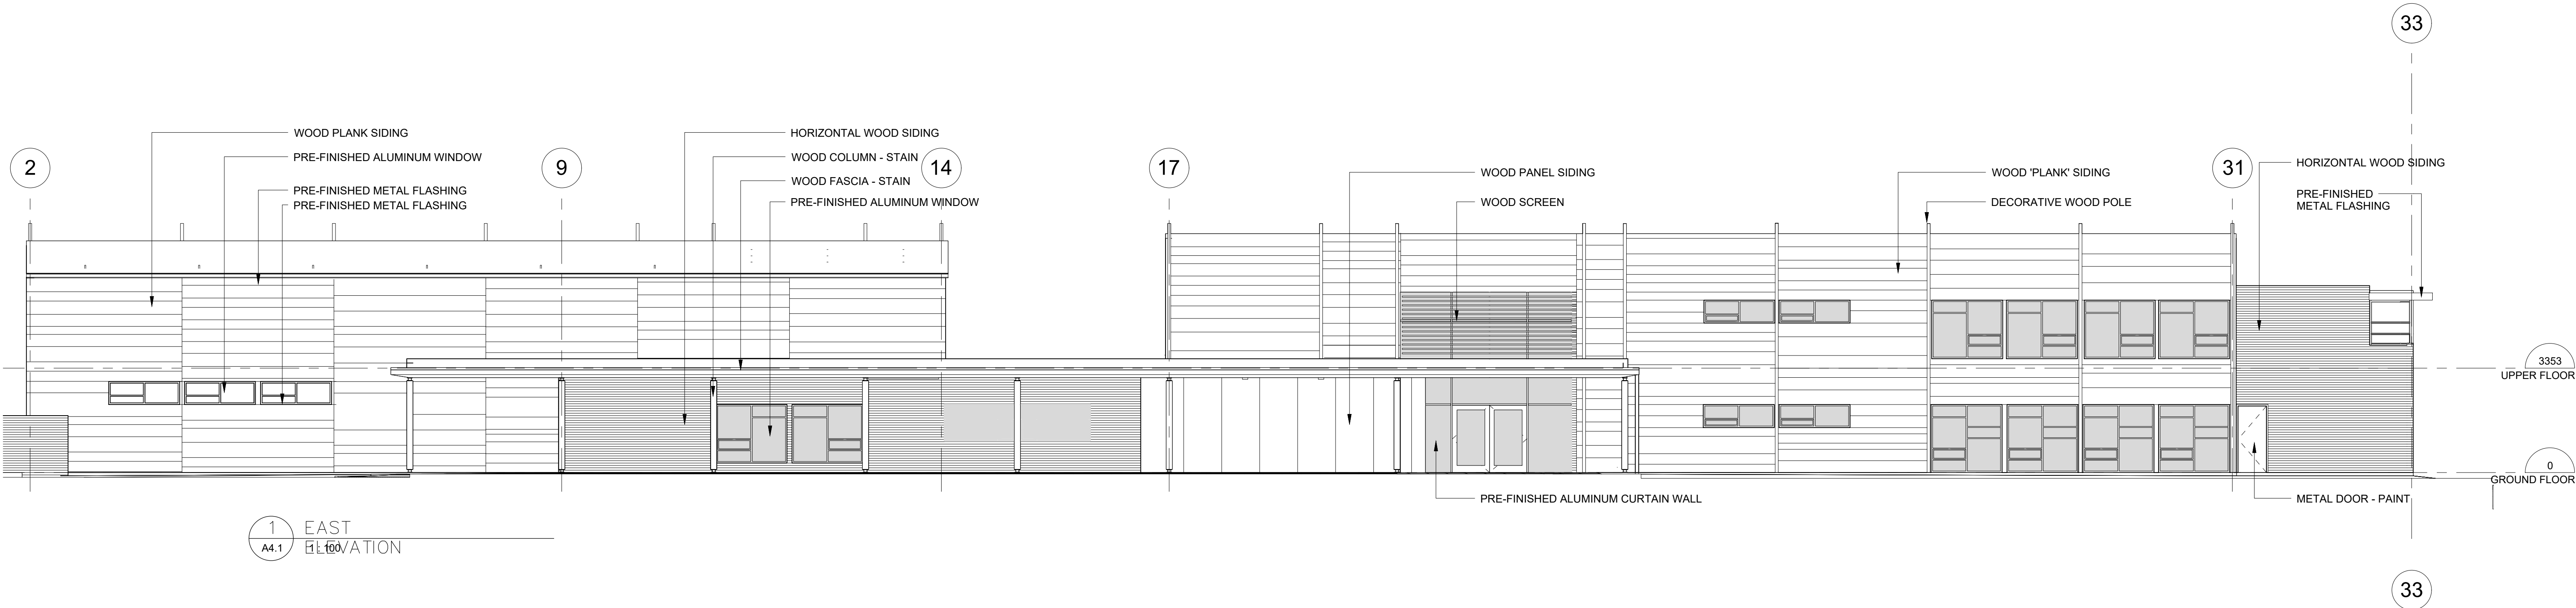 33
WOOD PLANK SIDING
PRE-FINISHED ALUMINUM WINDOW
PRE-FINISHED METAL FLASHING
PRE-FINISHED METAL FLASHING
HORIZONTAL WOOD SIDING
WOOD COLUMN - STAIN
WOOD FASCIA - STAIN
PRE-FINISHED ALUMINUM WINDOW
2
9
14
17
31
WOOD PANEL SIDING
WOOD SCREEN
WOOD 'PLANK' SIDING
DECORATIVE WOOD POLE
HORIZONTAL WOOD SIDING
PRE-FINISHED
METAL FLASHING
3353
UPPER FLOOR
0
GROUND FLOOR
PRE-FINISHED ALUMINUM CURTAIN WALL
METAL DOOR - PAINT
1
EAST
ELEVATION
A4.1
1 : 100
33